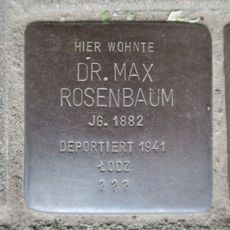 HIER WOHNTE
DR. MAX
ROSENBAUM
JG. 1882
DEPORTIERT 1941
ŁODZ
???